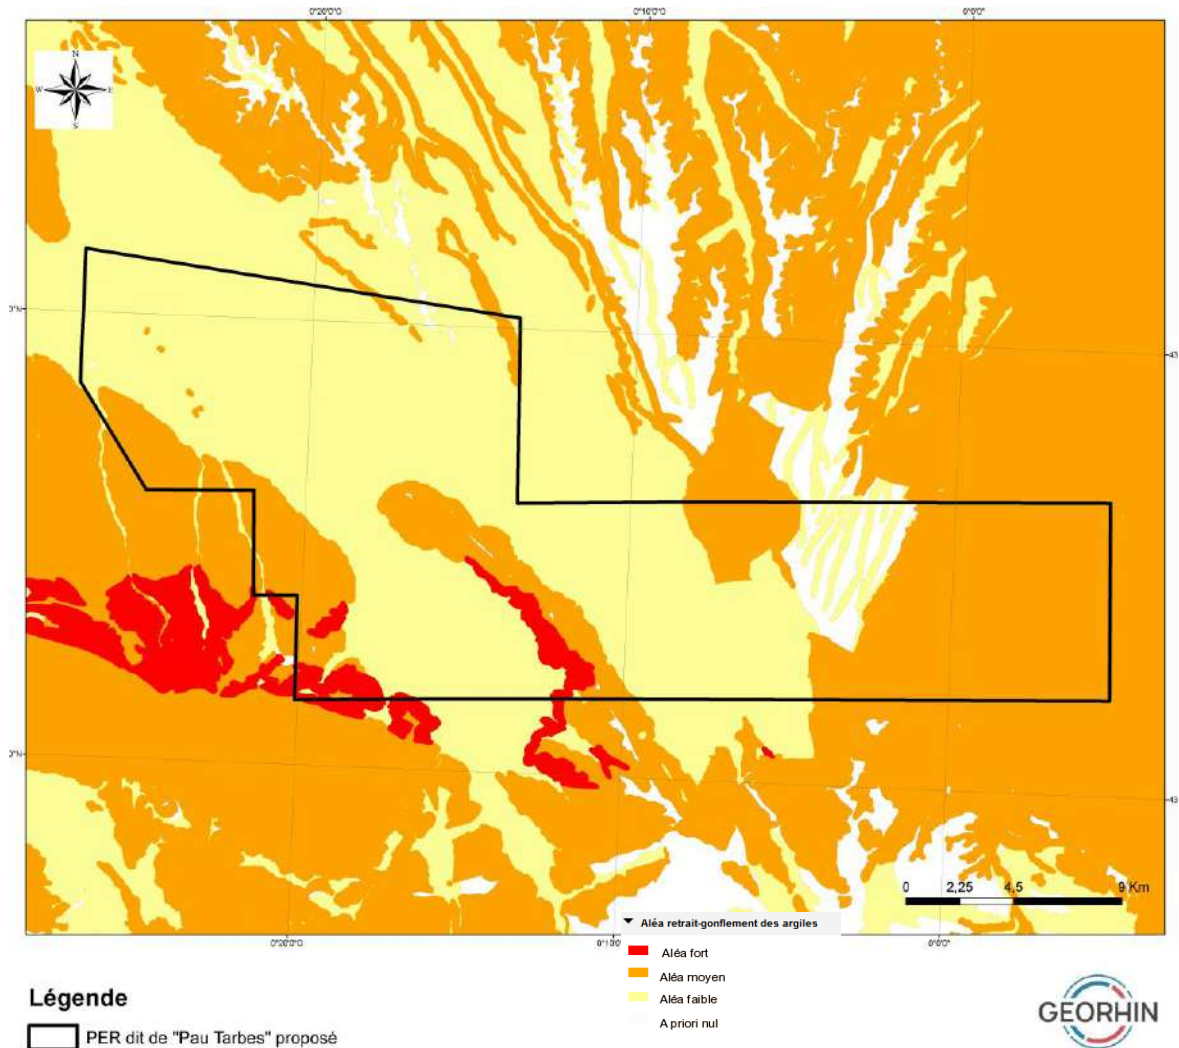 0°20'0"O 0°10'0"O 0°0'0"
N
W E
S
0 2,25 4,5 9 Km
0°20'0"O 0°10'0"O 0°0'0"
Aléa retrait-gonflement des argiles
Aléa fort
Aléa moyen
Aléa faible
A priori nul
Légende
PER dit de "Pau Tarbes" proposé
GEORHIN